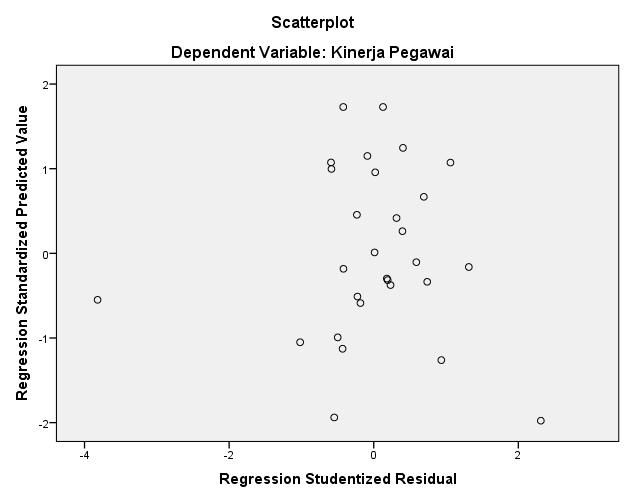 Scatterplot
Dependent Variable: Kinerja Pegawai
Regression Standardized Predicted Value
2
1
0
-1
-2
-4
-2
0
2
Regression Studentized Residual